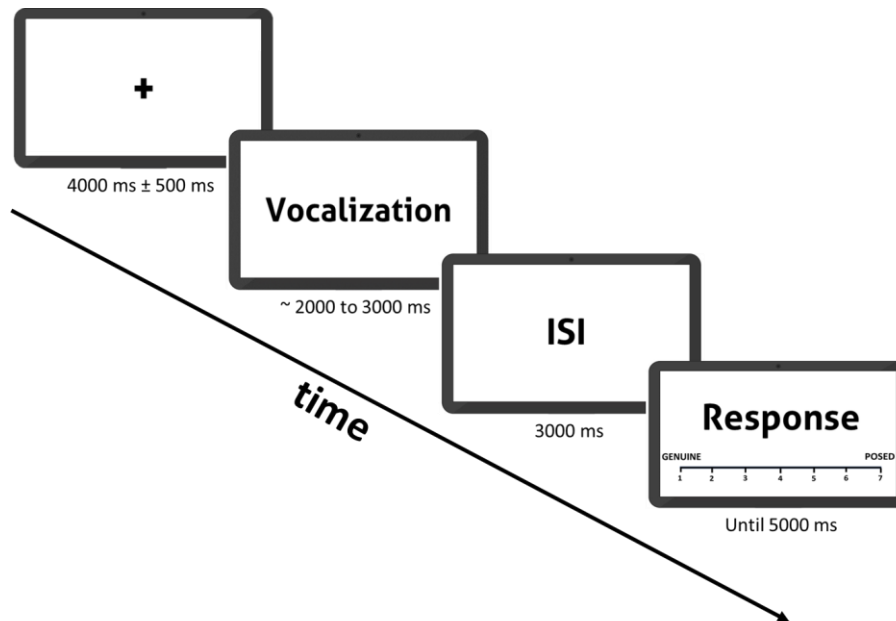 +
4000 ms ± 500 ms
Vocalization
~ 2000 to 3000 ms
ISI
3000 ms
time
Response
GENUINE POSED
1 2 3 4 5 6 7
Until 5000 ms